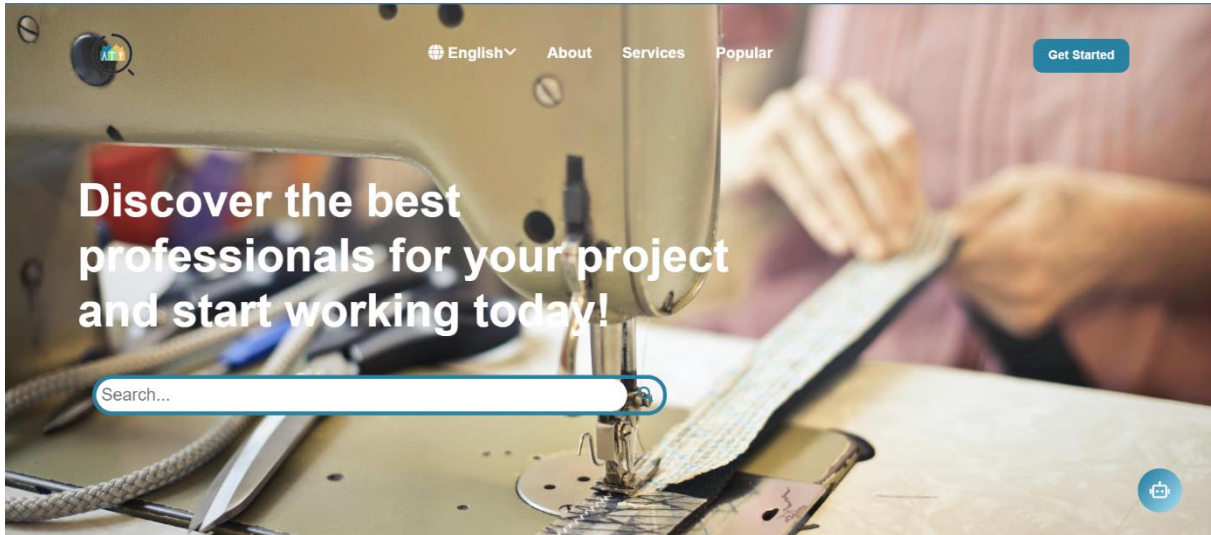 English
About
Services
Popular
Get Started
Discover the best
professionals for your project
and start working today!
Search...